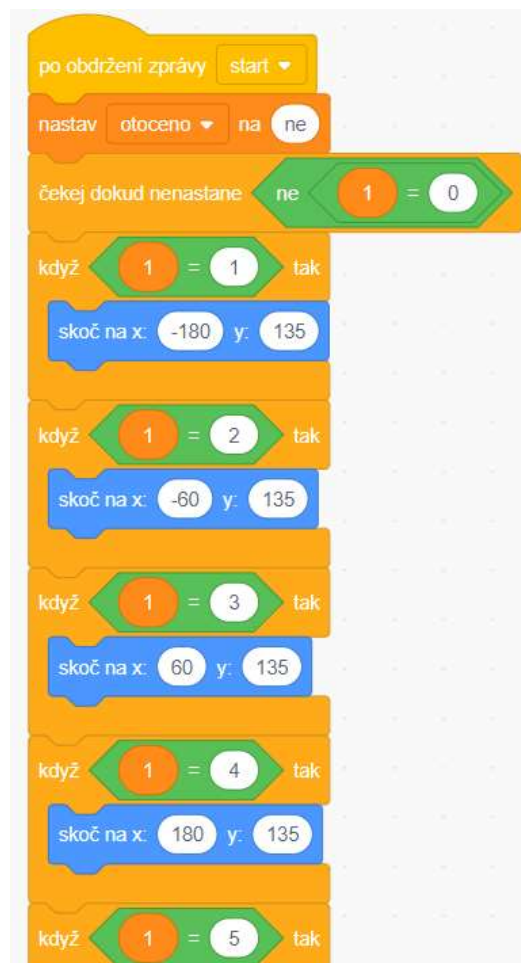 po obdržení zprávy start
nastav otoceno na ne
čekej dokud nenastane ne 1 = 0
když 1 = 1 tak
skoč na x: -180 y: 135
když 1 = 2 tak
skoč na x: -60 y: 135
když 1 = 3 tak
skoč na x: 60 y: 135
když 1 = 4 tak
skoč na x: 180 y: 135
když 1 = 5 tak